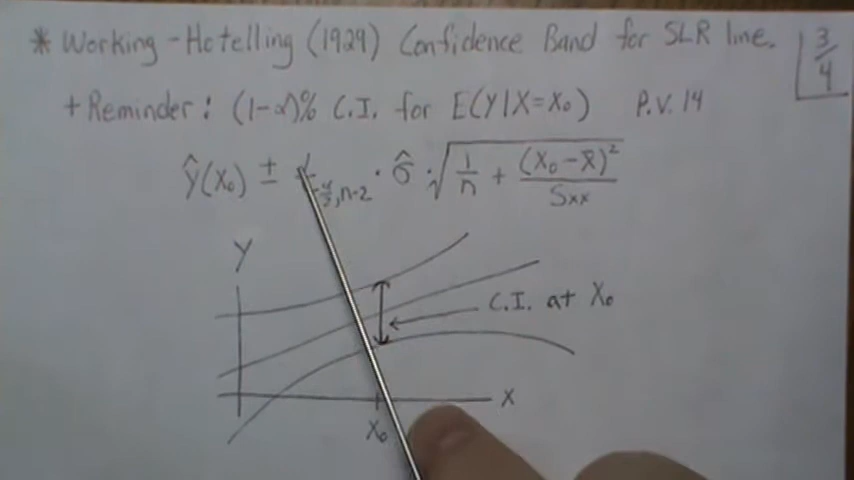 * Working-Hotelling (1929) Confidence Band for SLR line.
3/4
+ Reminder: (1-α)% C.I. for E(Y|X=X₀) P.V. 14
Ŷ(X₀) ± t α/2, n-2 · σ̂ · √(1/n + (X₀-X̄)²/Sxx)
Y
C.I. at X₀
X
X₀